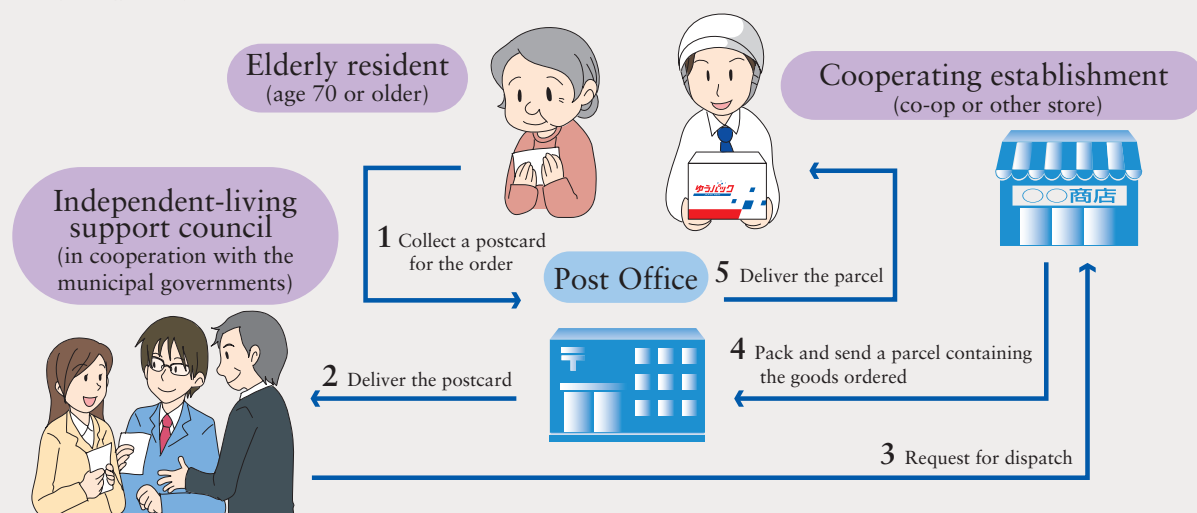 Elderly resident
(age 70 or older)
Cooperating establishment
(co-op or other store)
ゆうパック
〇〇商店
Independent-living
support council
(in cooperation with the
municipal governments)
1 Collect a postcard
for the order
Post Office
5 Deliver the parcel
〒
4 Pack and send a parcel containing
the goods ordered
2 Deliver the postcard
3 Request for dispatch